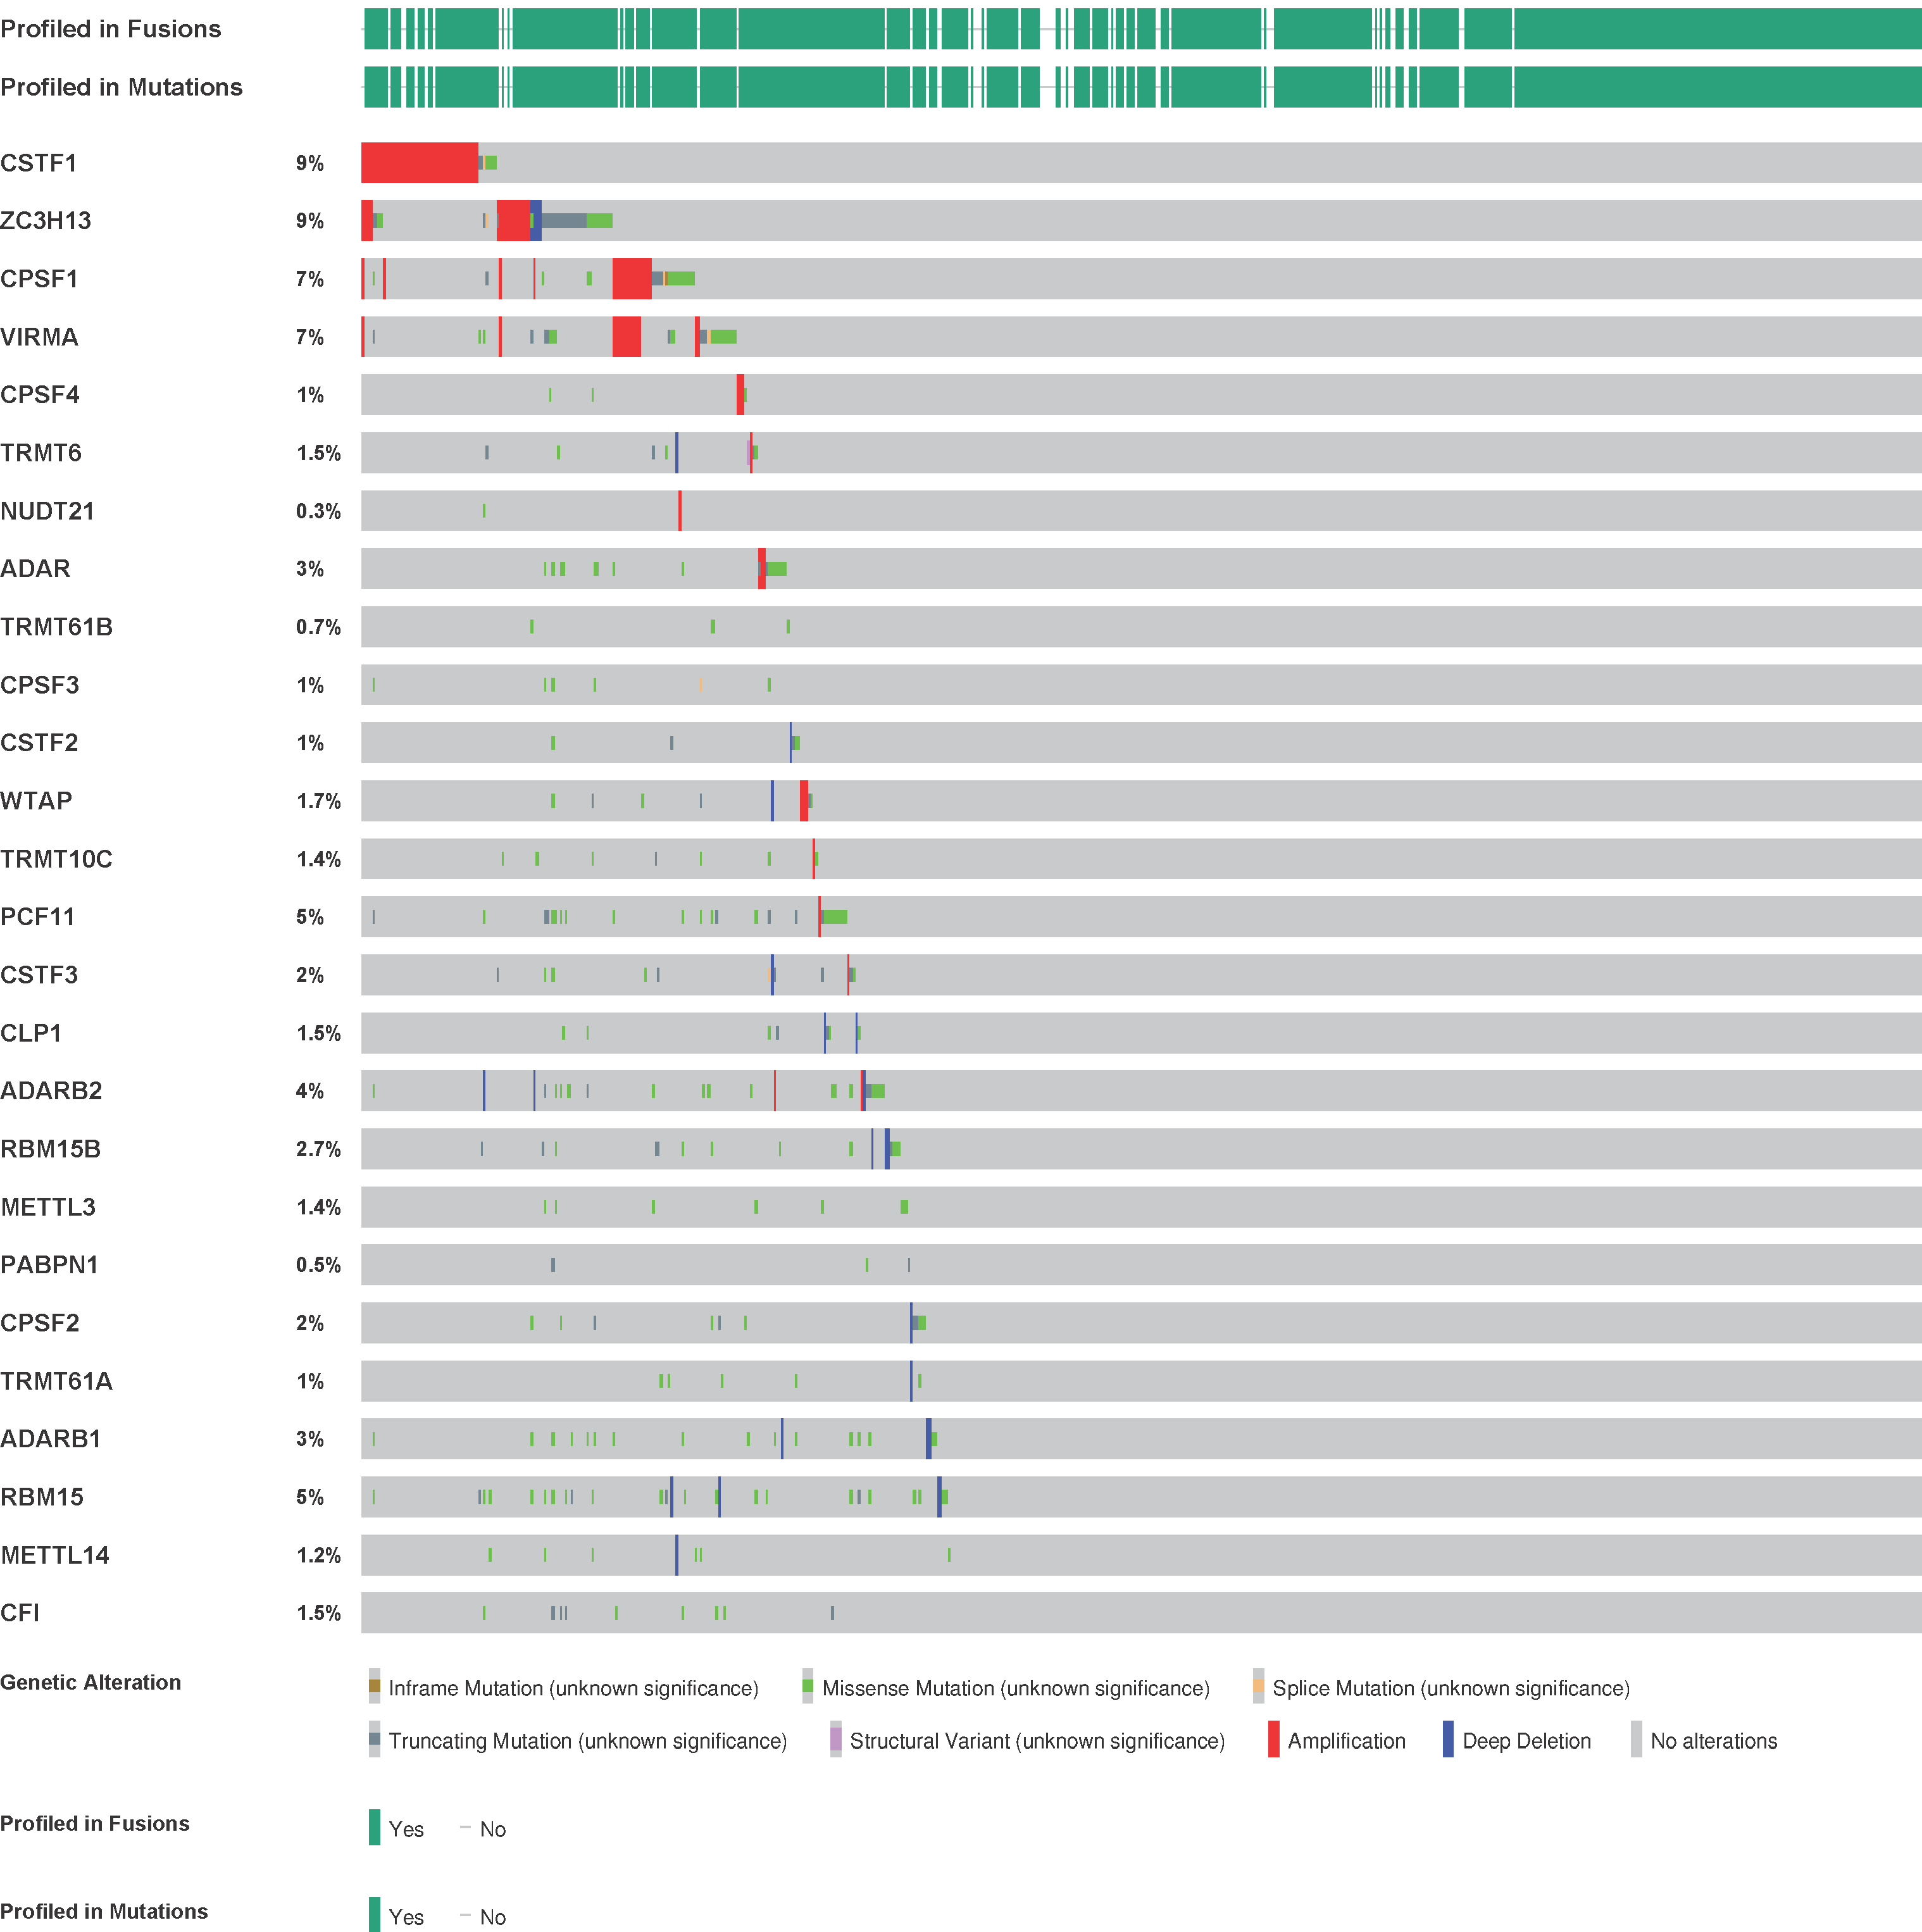 Profiled in Fusions
Profiled in Mutations
CSTF1 9%
ZC3H13 9%
CPSF1 7%
VIRMA 7%
CPSF4 1%
TRMT6 1.5%
NUDT21 0.3%
ADAR 3%
TRMT61B 0.7%
CPSF3 1%
CSTF2 1%
WTAP 1.7%
TRMT10C 1.4%
PCF11 5%
CSTF3 2%
CLP1 1.5%
ADARB2 4%
RBM15B 2.7%
METTL3 1.4%
PABPN1 0.5%
CPSF2 2%
TRMT61A 1%
ADARB1 3%
RBM15 5%
METTL14 1.2%
CFI 1.5%
Genetic Alteration Inframe Mutation (unknown significance) Missense Mutation (unknown significance) Splice Mutation (unknown significance)
Truncating Mutation (unknown significance) Structural Variant (unknown significance) Amplification Deep Deletion No alterations
Profiled in Fusions Yes No
Profiled in Mutations Yes No